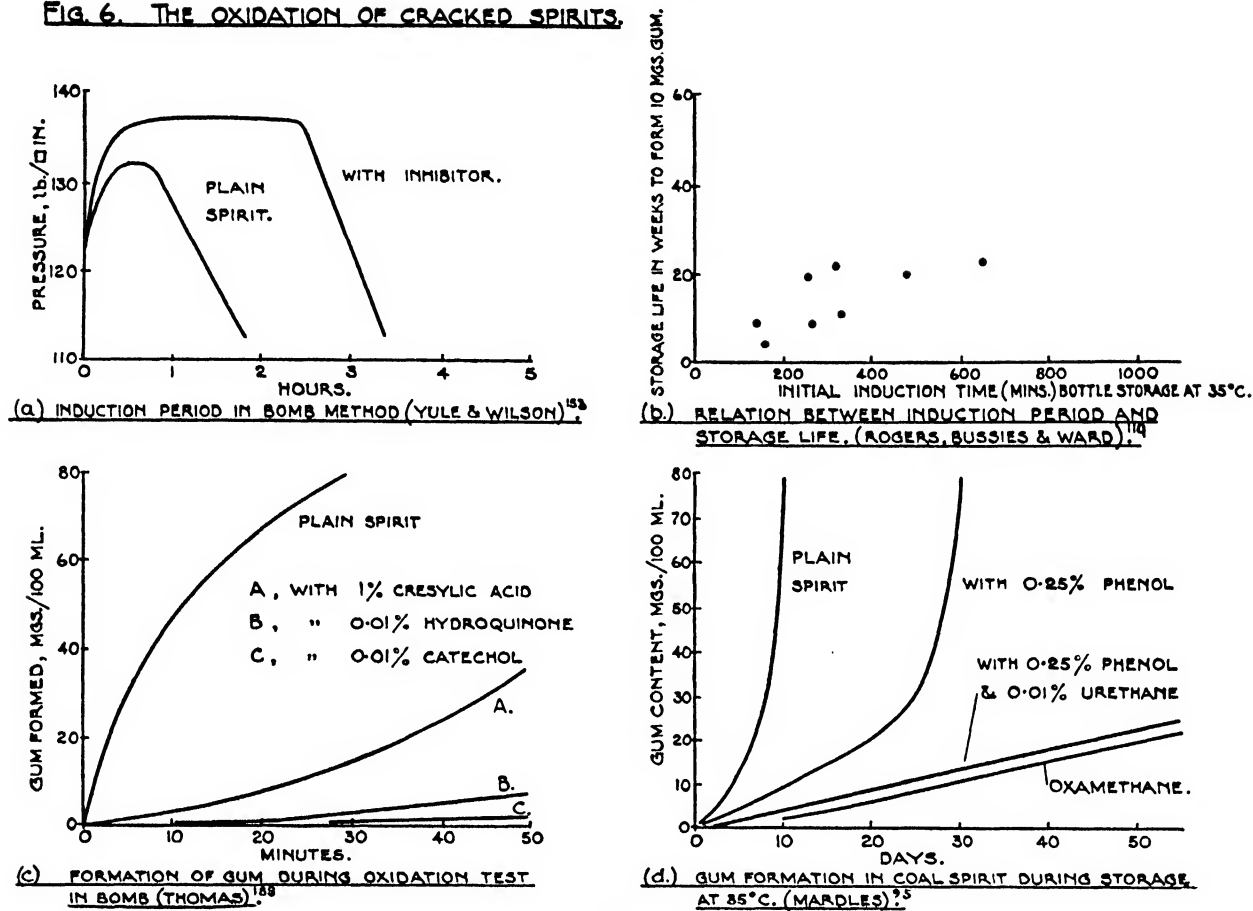 FIG. 6. THE OXIDATION OF CRACKED SPIRITS.
PRESSURE, lb./□ IN.
140
130
120
110
PLAIN
SPIRIT.
WITH INHIBITOR.
0 1 2 3 4 5
HOURS.
(a) INDUCTION PERIOD IN BOMB METHOD (YULE & WILSON)
STORAGE LIFE IN WEEKS TO FORM 10 MGS. GUM.
60
40
20
0
0 200 400 600 800 1000
INITIAL INDUCTION TIME (MINS.) BOTTLE STORAGE AT 35°C.
(b.) RELATION BETWEEN INDUCTION PERIOD AND
STORAGE LIFE. (ROGERS, BUSSIES & WARD).
GUM FORMED, MGS./100 ML.
80
60
40
20
0
PLAIN SPIRIT
A, WITH 1% CRESYLIC ACID
B, " 0·01% HYDROQUINONE
C, " 0·01% CATECHOL
A.
B.
C.
0 10 20 30 40 50
MINUTES.
(c) FORMATION OF GUM DURING OXIDATION TEST
IN BOMB (THOMAS).
GUM CONTENT, MGS./100 ML.
80
70
60
50
40
30
20
10
0
PLAIN
SPIRIT
WITH 0·25% PHENOL
WITH 0·25% PHENOL
& 0·01% URETHANE
OXAMETHANE.
0 10 20 30 40 50
DAYS.
(d.) GUM FORMATION IN COAL SPIRIT DURING STORAGE
AT 35°C. (MARDLES).